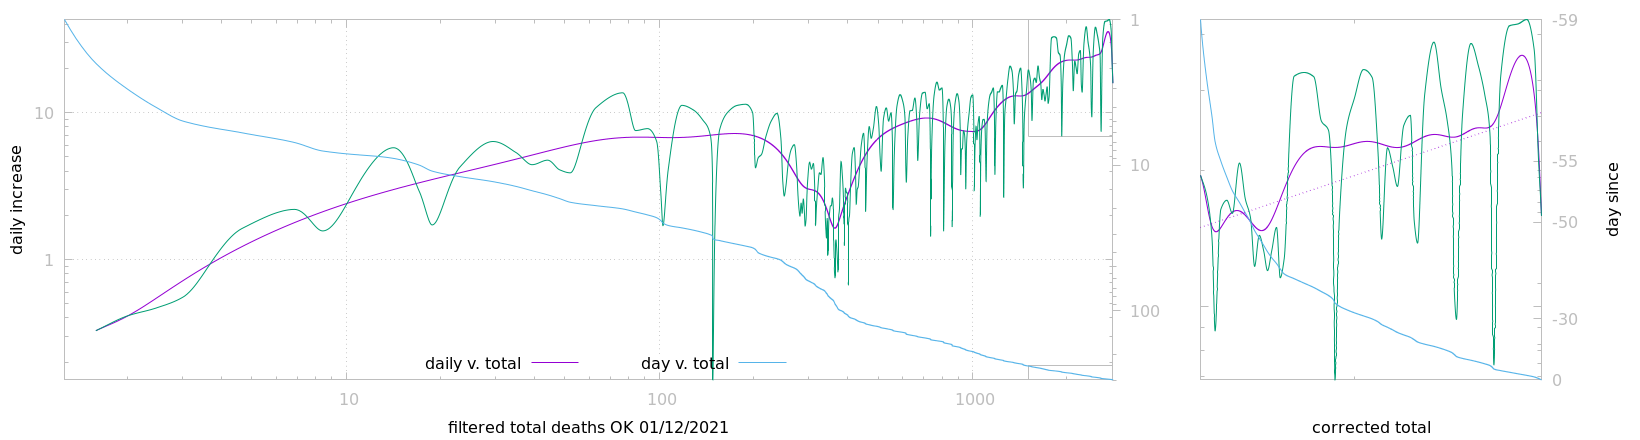 daily increase
10
1
daily v. total
day v. total
10
100
1000
filtered total deaths OK 01/12/2021
1
10
100
-59
-55
-50
-30
0
day since
corrected total